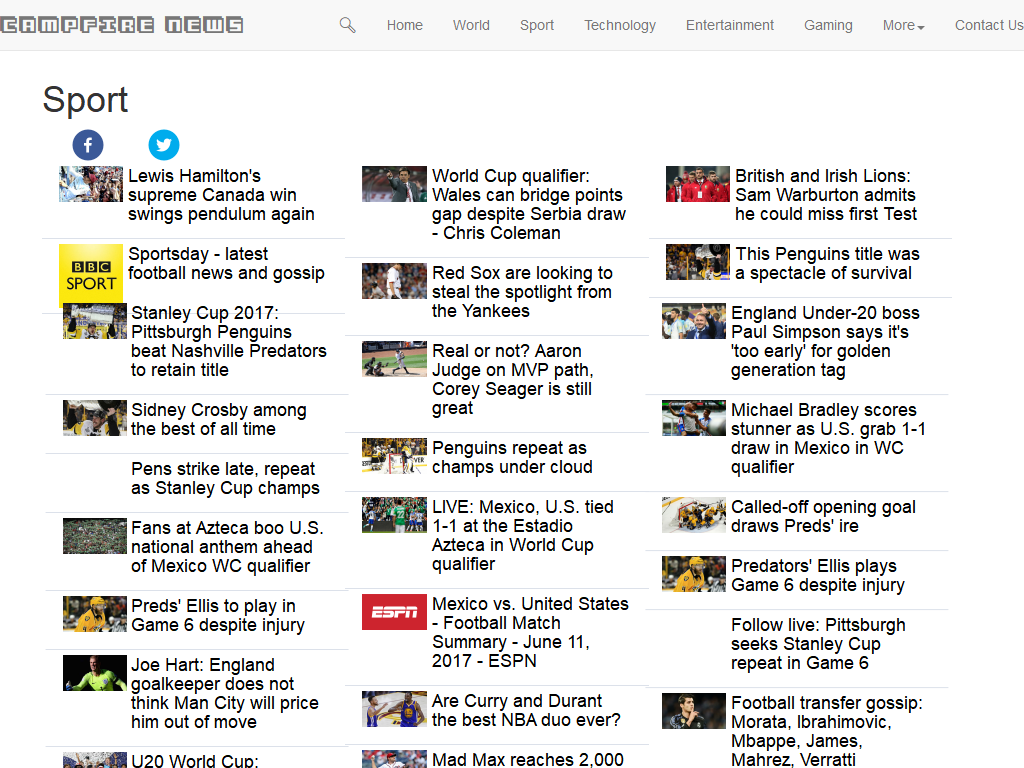 CAMPFIRE NEWS
Home
World
Sport
Technology
Entertainment
Gaming
More
Contact Us
Sport
Lewis Hamilton's
supreme Canada win
swings pendulum again
BBC
SPORT
Sportsday - latest
football news and gossip
Stanley Cup 2017:
Pittsburgh Penguins
beat Nashville Predators
to retain title
Sidney Crosby among
the best of all time
Pens strike late, repeat
as Stanley Cup champs
Fans at Azteca boo U.S.
national anthem ahead
of Mexico WC qualifier
Preds' Ellis to play in
Game 6 despite injury
Joe Hart: England
goalkeeper does not
think Man City will price
him out of move
U20 World Cup:
World Cup qualifier:
Wales can bridge points
gap despite Serbia draw
- Chris Coleman
Red Sox are looking to
steal the spotlight from
the Yankees
Real or not? Aaron
Judge on MVP path,
Corey Seager is still
great
Penguins repeat as
champs under cloud
LIVE: Mexico, U.S. tied
1-1 at the Estadio
Azteca in World Cup
qualifier
ESPN
Mexico vs. United States
- Football Match
Summary - June 11,
2017 - ESPN
Are Curry and Durant
the best NBA duo ever?
Mad Max reaches 2,000
British and Irish Lions:
Sam Warburton admits
he could miss first Test
This Penguins title was
a spectacle of survival
England Under-20 boss
Paul Simpson says it's
'too early' for golden
generation tag
Michael Bradley scores
stunner as U.S. grab 1-1
draw in Mexico in WC
qualifier
Called-off opening goal
draws Preds' ire
Predators' Ellis plays
Game 6 despite injury
Follow live: Pittsburgh
seeks Stanley Cup
repeat in Game 6
Football transfer gossip:
Morata, Ibrahimovic,
Mbappe, James,
Mahrez, Verratti